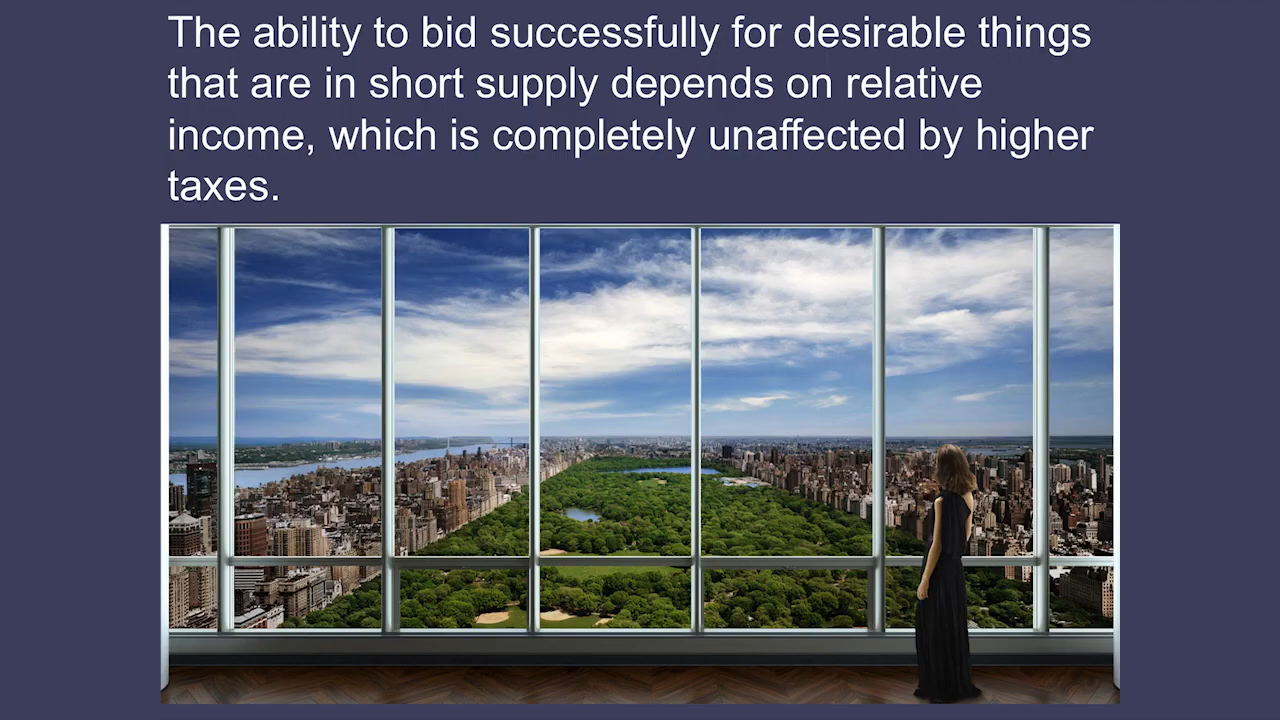 The ability to bid successfully for desirable things
that are in short supply depends on relative
income, which is completely unaffected by higher
taxes.